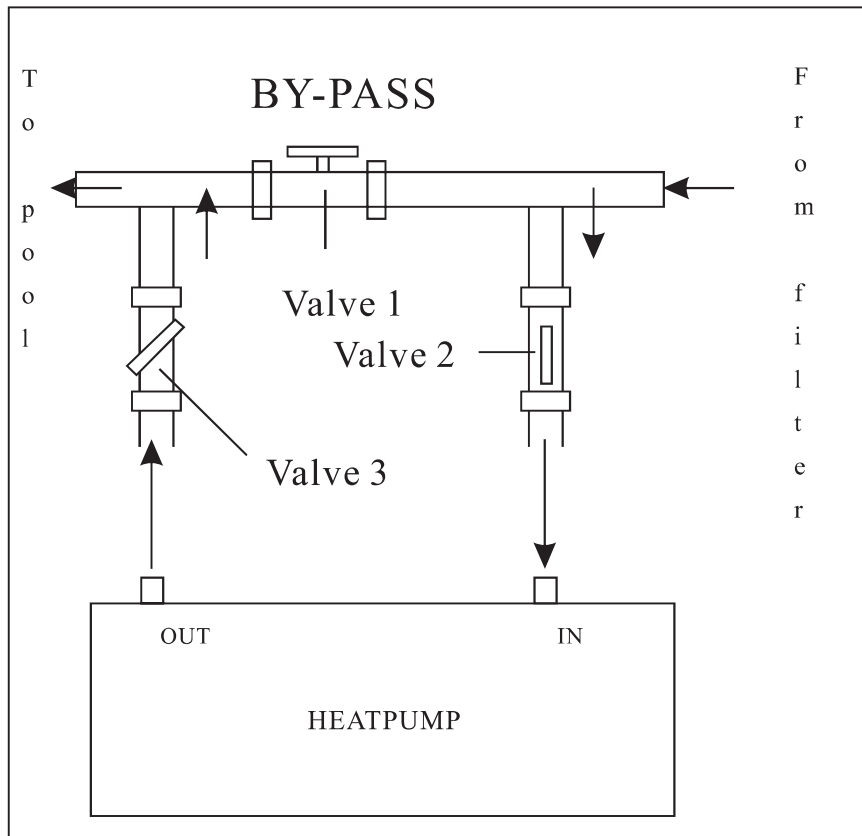 To pool
BY-PASS
From filter
Valve 1
Valve 2
Valve 3
OUT
IN
HEATPUMP